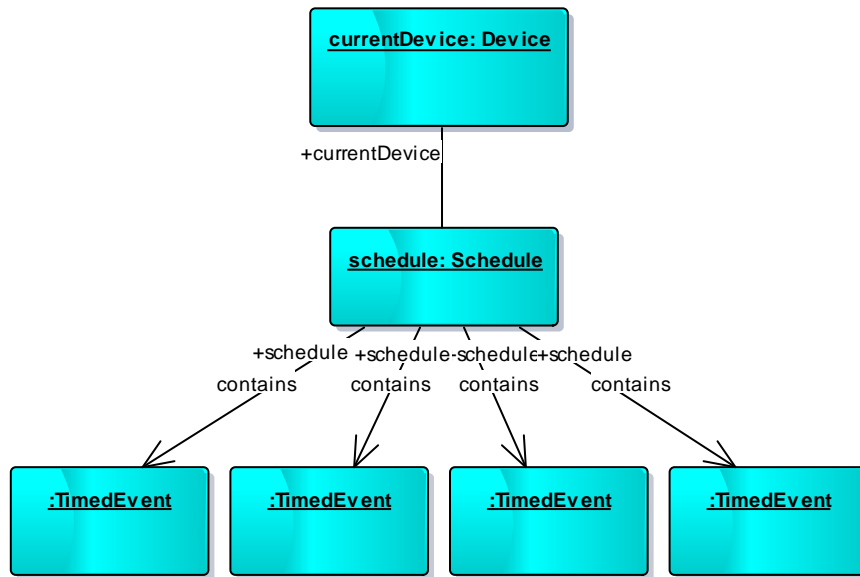 currentDevice: Device
+currentDevice
schedule: Schedule
+schedule +schedule -schedule +schedule
contains contains contains contains
:TimedEvent :TimedEvent :TimedEvent :TimedEvent